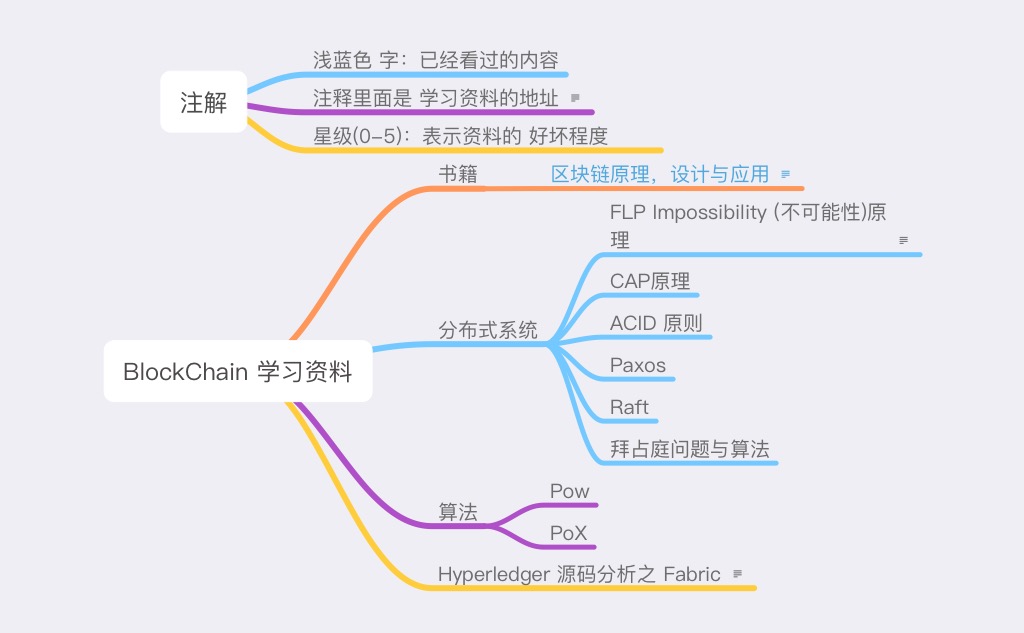 浅蓝色 字：已经看过的内容
注解
注释里面是 学习资料的地址
星级(0-5)：表示资料的 好坏程度
书籍
区块链原理，设计与应用
FLP Impossibility (不可能性)原
理
CAP原理
分布式系统
ACID 原则
Paxos
BlockChain 学习资料
Raft
拜占庭问题与算法
Pow
算法
PoX
Hyperledger 源码分析之 Fabric